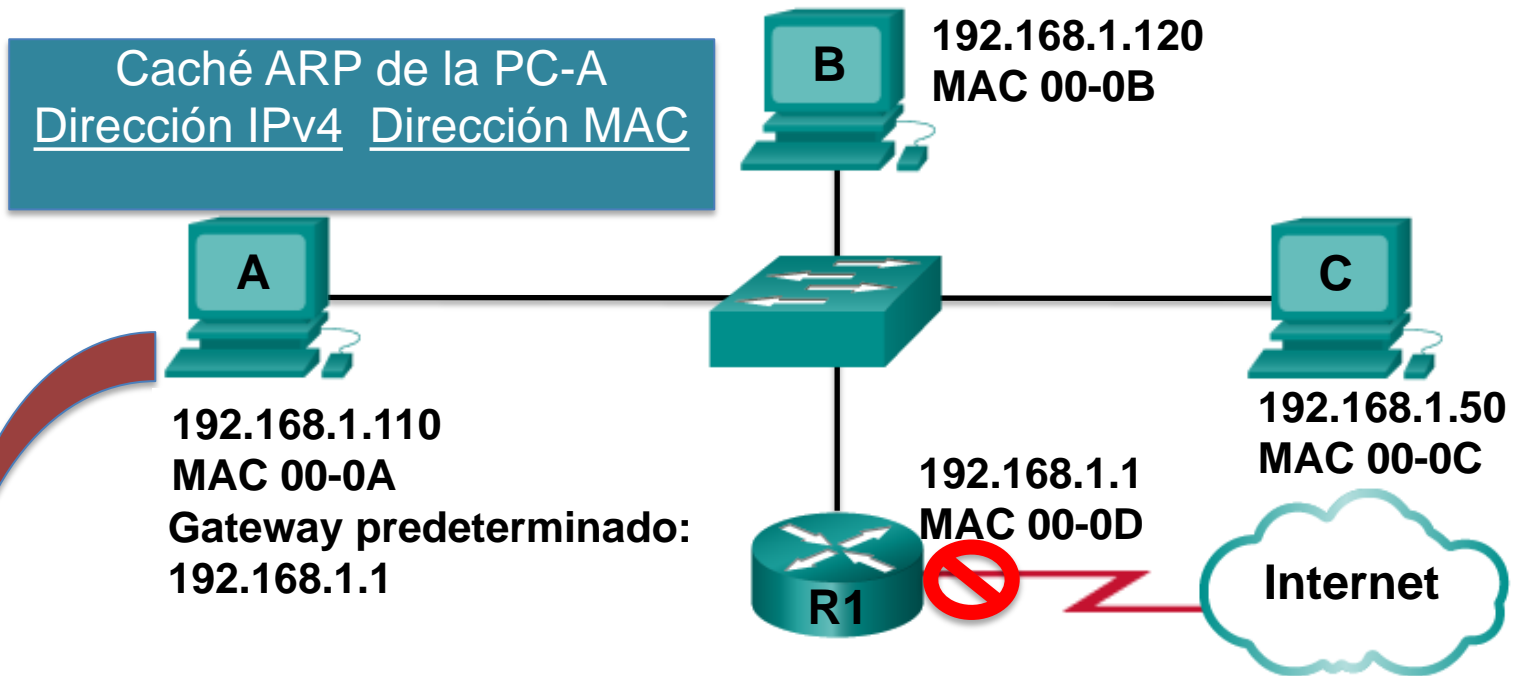 Caché ARP de la PC-A
Dirección IPv4 Dirección MAC
B
192.168.1.120
MAC 00-0B
A
C
192.168.1.110
MAC 00-0A
Gateway predeterminado:
192.168.1.1
192.168.1.1
MAC 00-0D
192.168.1.50
MAC 00-0C
R1
Internet